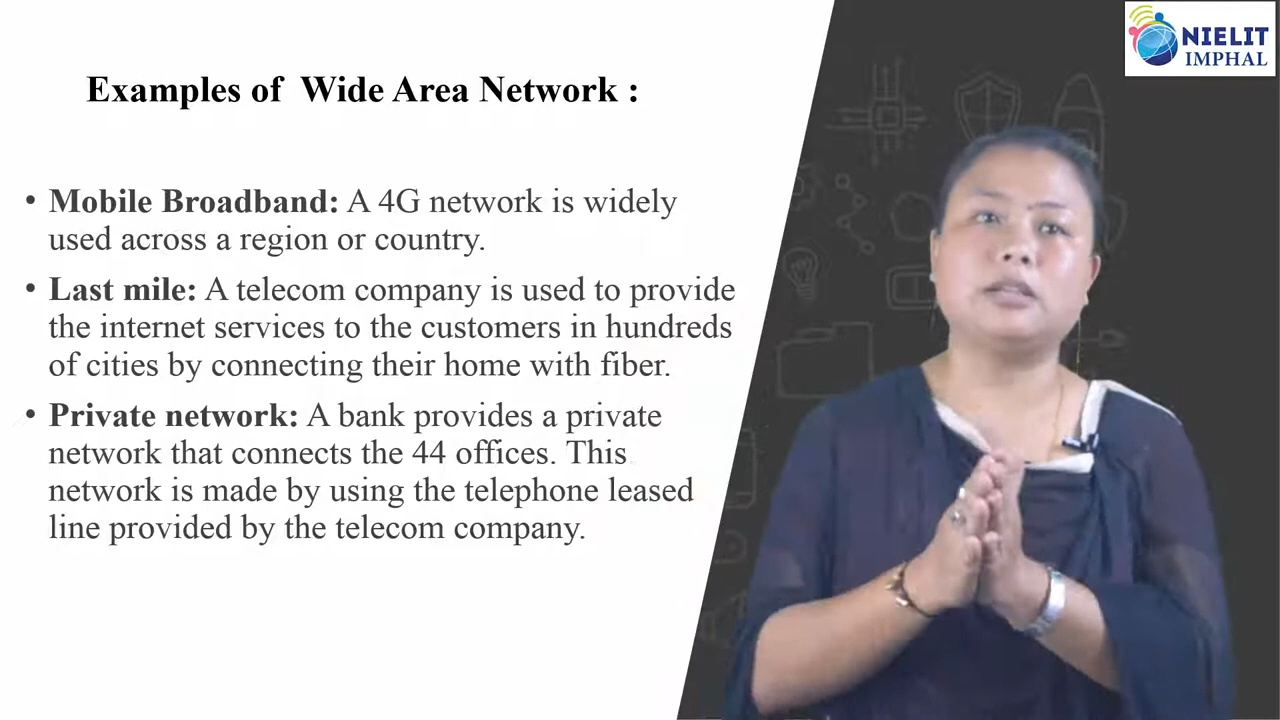 NIELIT
IMPHAL
Examples of Wide Area Network :
• Mobile Broadband: A 4G network is widely
used across a region or country.
• Last mile: A telecom company is used to provide
the internet services to the customers in hundreds
of cities by connecting their home with fiber.
• Private network: A bank provides a private
network that connects the 44 offices. This
network is made by using the telephone leased
line provided by the telecom company.